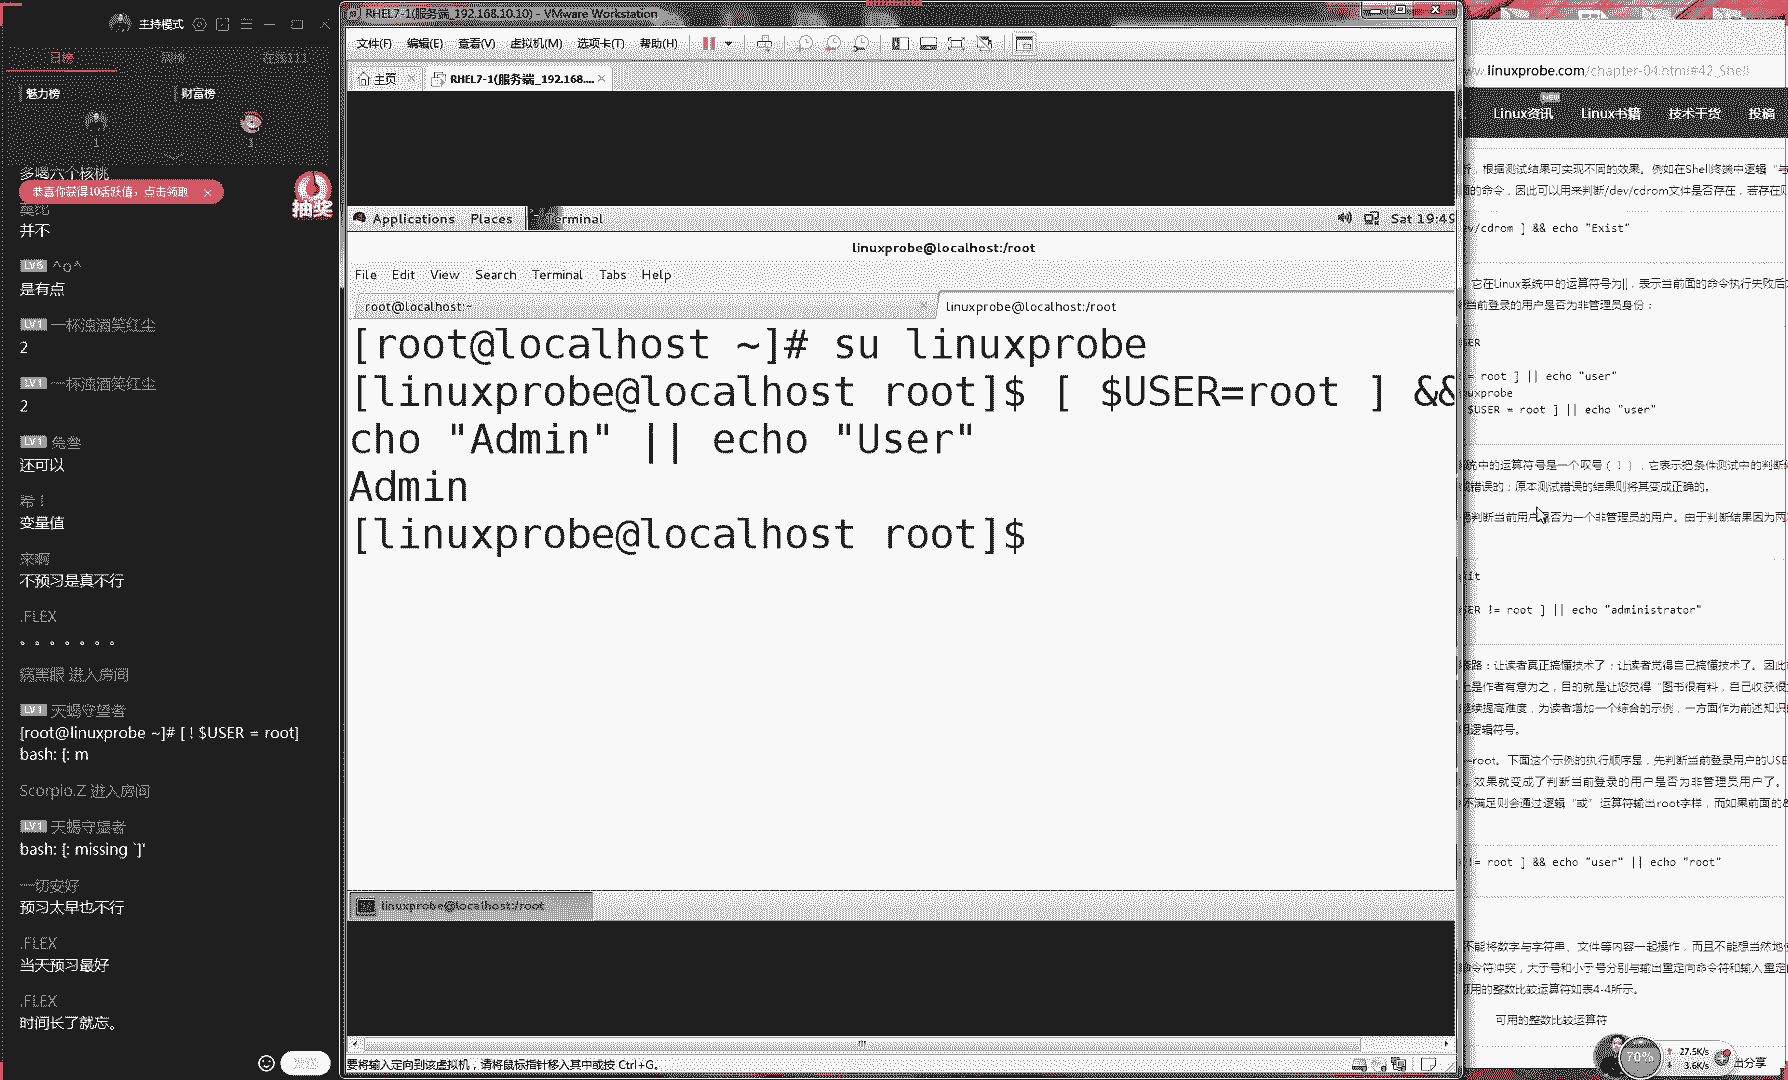 主持模式
日榜
魅力榜
财富榜
1
1
多喝六个核桃
恭喜你获得10活跃值，点击领取
抽奖
并不
LV5 ^o^
是有点
LV1 一杯浊酒笑红尘
2
LV1 一杯浊酒笑红尘
2
LV1
还可以
希！
变量值
来啊
不预习是真不行
.FLEX
。。。。。。。
进入房间
LV1 天蝎守望者
[root@linuxprobe ~]# [ ! $USER = root]
bash: [: m
Scorpio.Z 进入房间
LV1 天蝎守望者
bash: [: missing `]'
一切安好
预习太早也不行
.FLEX
当天预习最好
.FLEX
时间长了就忘。
发送
RHEL7-1(服务端_192.168.10.10) - VMware Workstation
文件(F) 编辑(E) 查看(V) 虚拟机(M) 选项卡(T) 帮助(H)
主页
RHEL7-1(服务端_192.168....
Applications Places Terminal
Sat 19:49
linuxprobe@localhost:/root
File Edit View Search Terminal Tabs Help
root@localhost:~
linuxprobe@localhost:/root
[root@localhost ~]# su linuxprobe
[linuxprobe@localhost root]$ [ $USER=root ] &&
cho "Admin" || echo "User"
Admin
[linuxprobe@localhost root]$
linuxprobe@localhost:/root
要将输入定向到该虚拟机，请将鼠标指针移入其中或按 Ctrl+G。
w.linuxprobe.com/chapter-04.html#42_Shell
NEW
Linux资讯 Linux书籍 技术干货 投稿
，根据测试结果可实现不同的效果。例如在Shell终端中逻辑“与
的命令，因此可以用来判断/dev/cdrom文件是否存在，若存在则
v/cdrom ] && echo "Exist"
，它在Linux系统中的运算符号为||，表示当前面的命令执行失败后
当前登录的用户是否为非管理员身份：
SER
= root ] || echo "user"
uxprobe
$USER = root ] || echo "user"
统中的运算符号是一个叹号（！），它表示把条件测试中的判断
错误的；原本测试错误的结果则将其变成正确的。
判断当前用户是否为一个非管理员的用户。由于判断结果因为两
xit
SER != root ] || echo "administrator"
路：让读者真正搞懂技术了；让读者觉得自己搞懂技术了。因此
是作者有意为之，目的就是让您觉得“图书很有料，自己收获很
继续提高难度，为读者增加一个综合的示例，一方面作为前述知识
逻辑符号。
root。下面这个示例的执行顺序是，先判断当前登录用户的USE
，效果就变成了判断当前登录的用户是否为非管理员用户了。
不满足则会通过逻辑“或”运算符输出root字样，而如果前面的&
!= root ] && echo "user" || echo "root"
不能将数字与字符串、文件等内容一起操作，而且不能想当然地
命令符冲突，大于号和小于号分别与输出重定向命令符和输入重定
可用的整数比较运算符如表4-4所示。
可用的整数比较运算符
70%
27.5K/s
3.6K/s
出分享